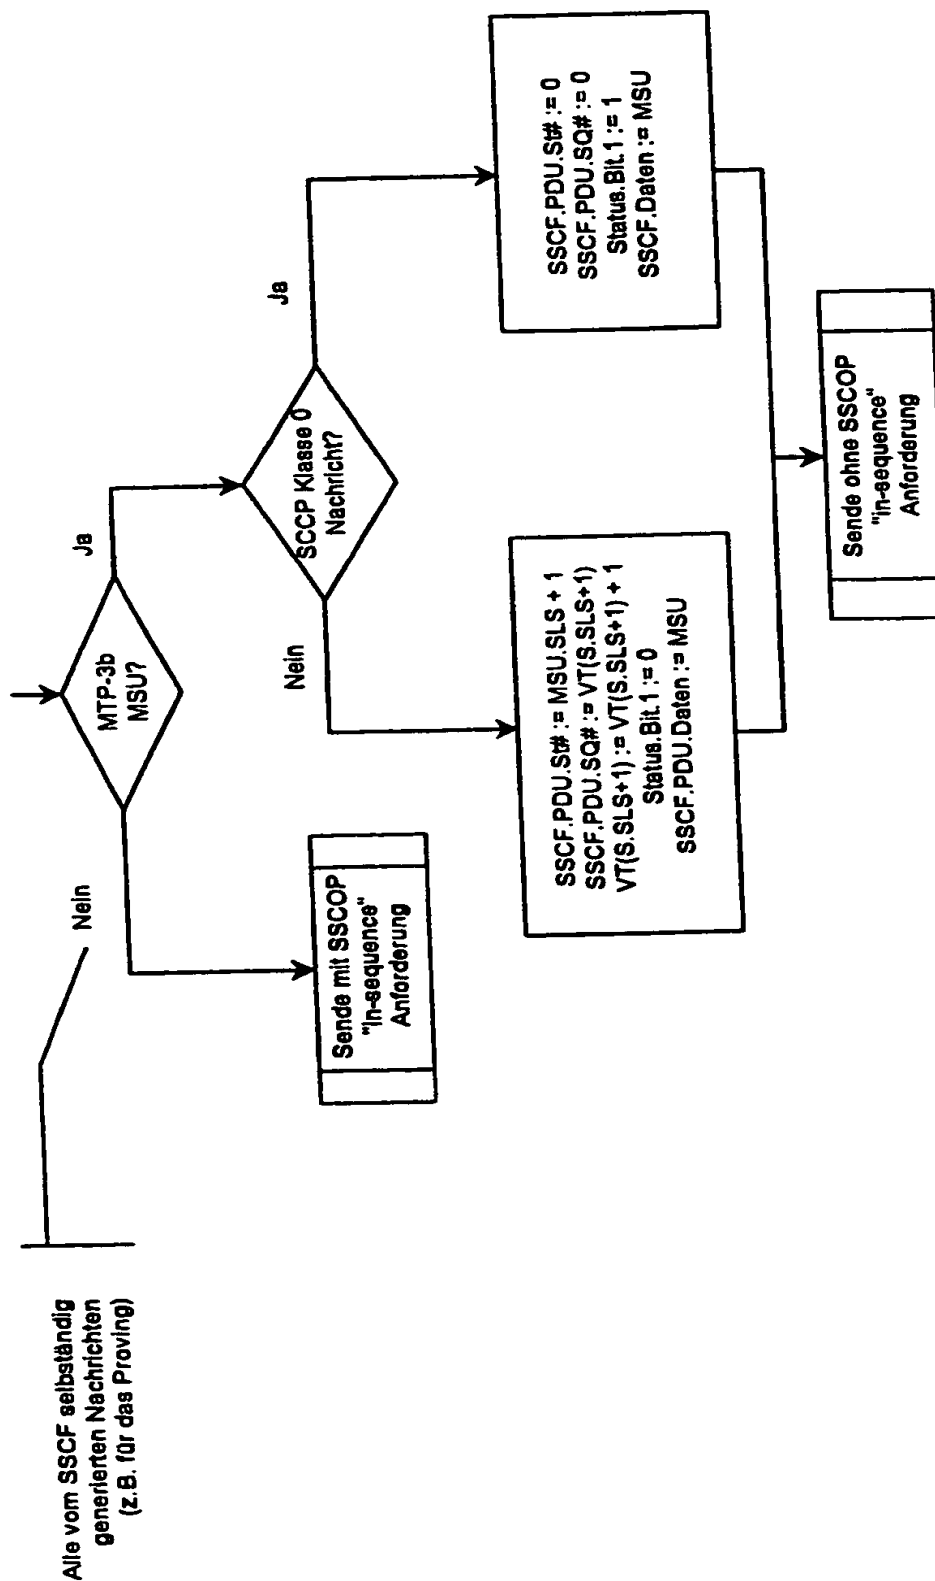 Alle vom SSCF selbständig
generierten Nachrichten
(z.B. für das Proving)
Nein
MTP-3b
MSU?
Ja
Sende mit SSCOP
"in-sequence"
Anforderung
Nein
SCCP Klasse 0
Nachricht?
Ja
SSCF.PDU.St# := MSU.SLS + 1
SSCF.PDU.SQ# := VT(S.SLS+1)
VT(S.SLS+1) := VT(S.SLS+1) + 1
Status.Bit.1 := 0
SSCF.PDU.Daten := MSU
SSCF.PDU.St# := 0
SSCF.PDU.SQ# := 0
Status.Bit.1 := 1
SSCF.Daten := MSU
Sende ohne SSCOP
"in-sequence"
Anforderung